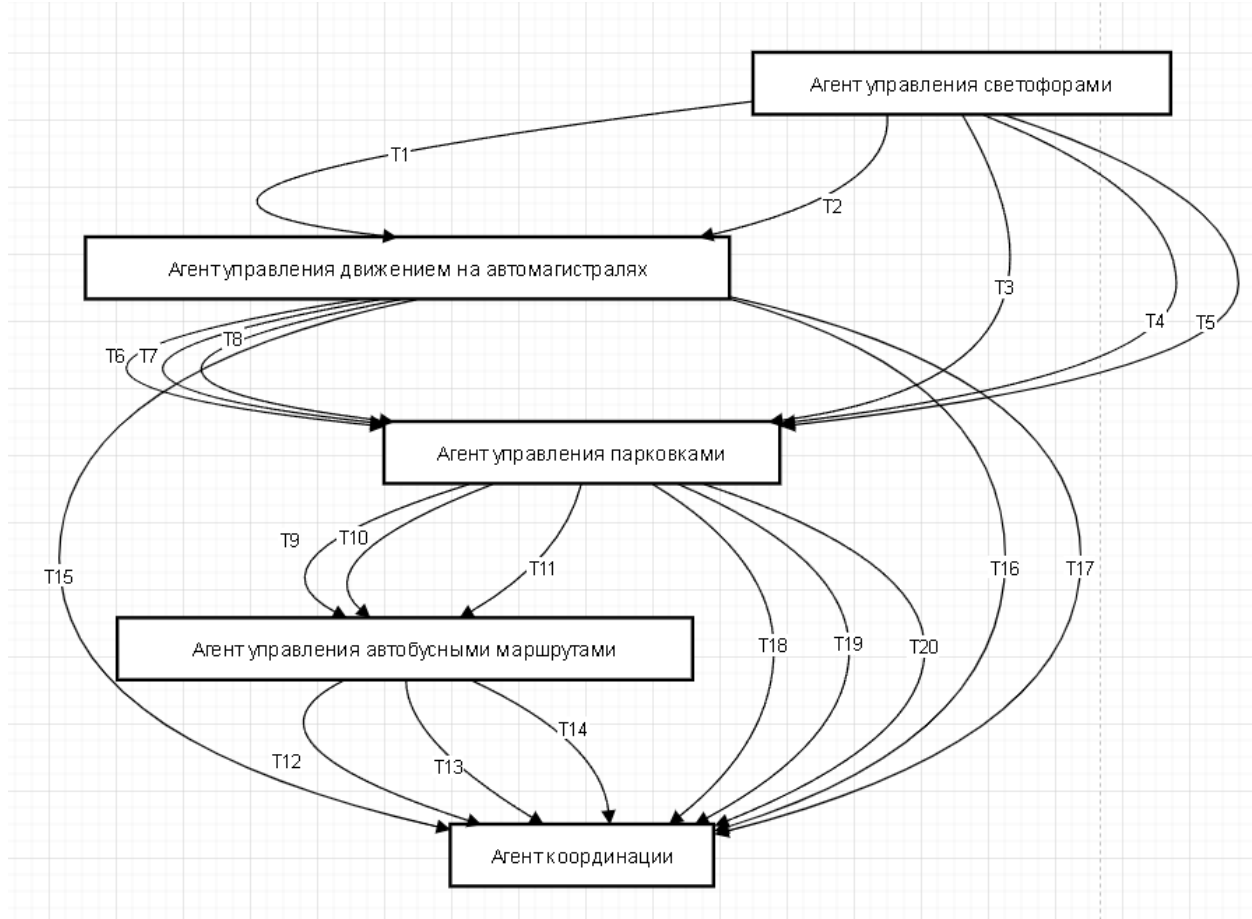 Агент управления светофорами
T1
T2
Агент управления движением на автомагистралях
T3
T4
T5
T6
T7
T8
Агент управления парковками
T9
T10
T11
T15
T16
T17
T18
T19
T20
Агент управления автобусными маршрутами
T12
T13
T14
Агент координации